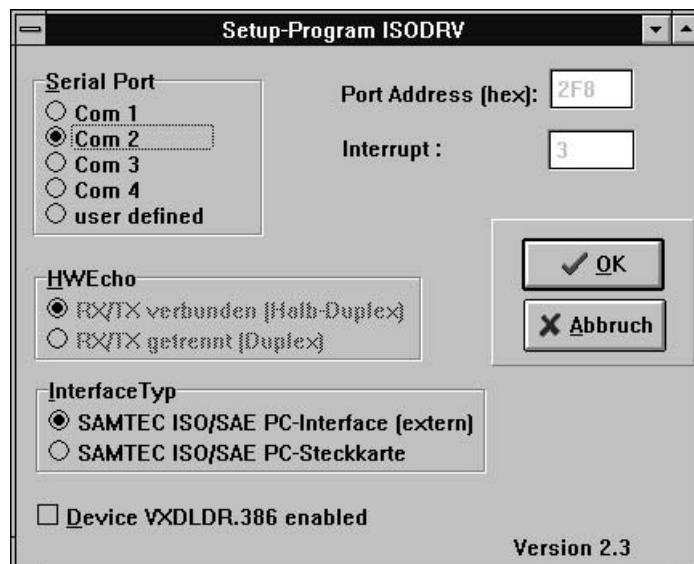 Setup-Program ISODRV
Serial Port
Com 1
Com 2
Com 3
Com 4
user defined
Port Address (hex): 2F8
Interrupt : 3
HWEcho
RX/TX verbunden (Halb-Duplex)
RX/TX getrennt (Duplex)
OK
Abbruch
InterfaceTyp
SAMTEC ISO/SAE PC-Interface (extern)
SAMTEC ISO/SAE PC-Steckkarte
Device VXDLDR.386 enabled
Version 2.3